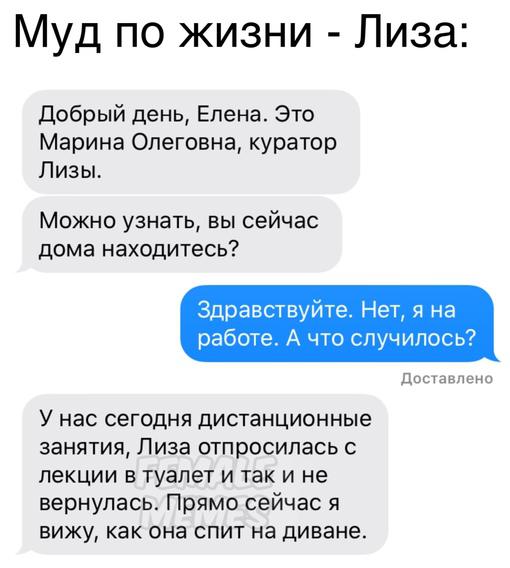 Муд по жизни - Лиза:
Добрый день, Елена. Это
Марина Олеговна, куратор
Лизы.
Можно узнать, вы сейчас
дома находитесь?
Здравствуйте. Нет, я на
работе. А что случилось?
Доставлено
У нас сегодня дистанционные
занятия, Лиза отпросилась с
лекции в туалет и так и не
вернулась. Прямо сейчас я
вижу, как она спит на диване.
FEMALE
MEMES